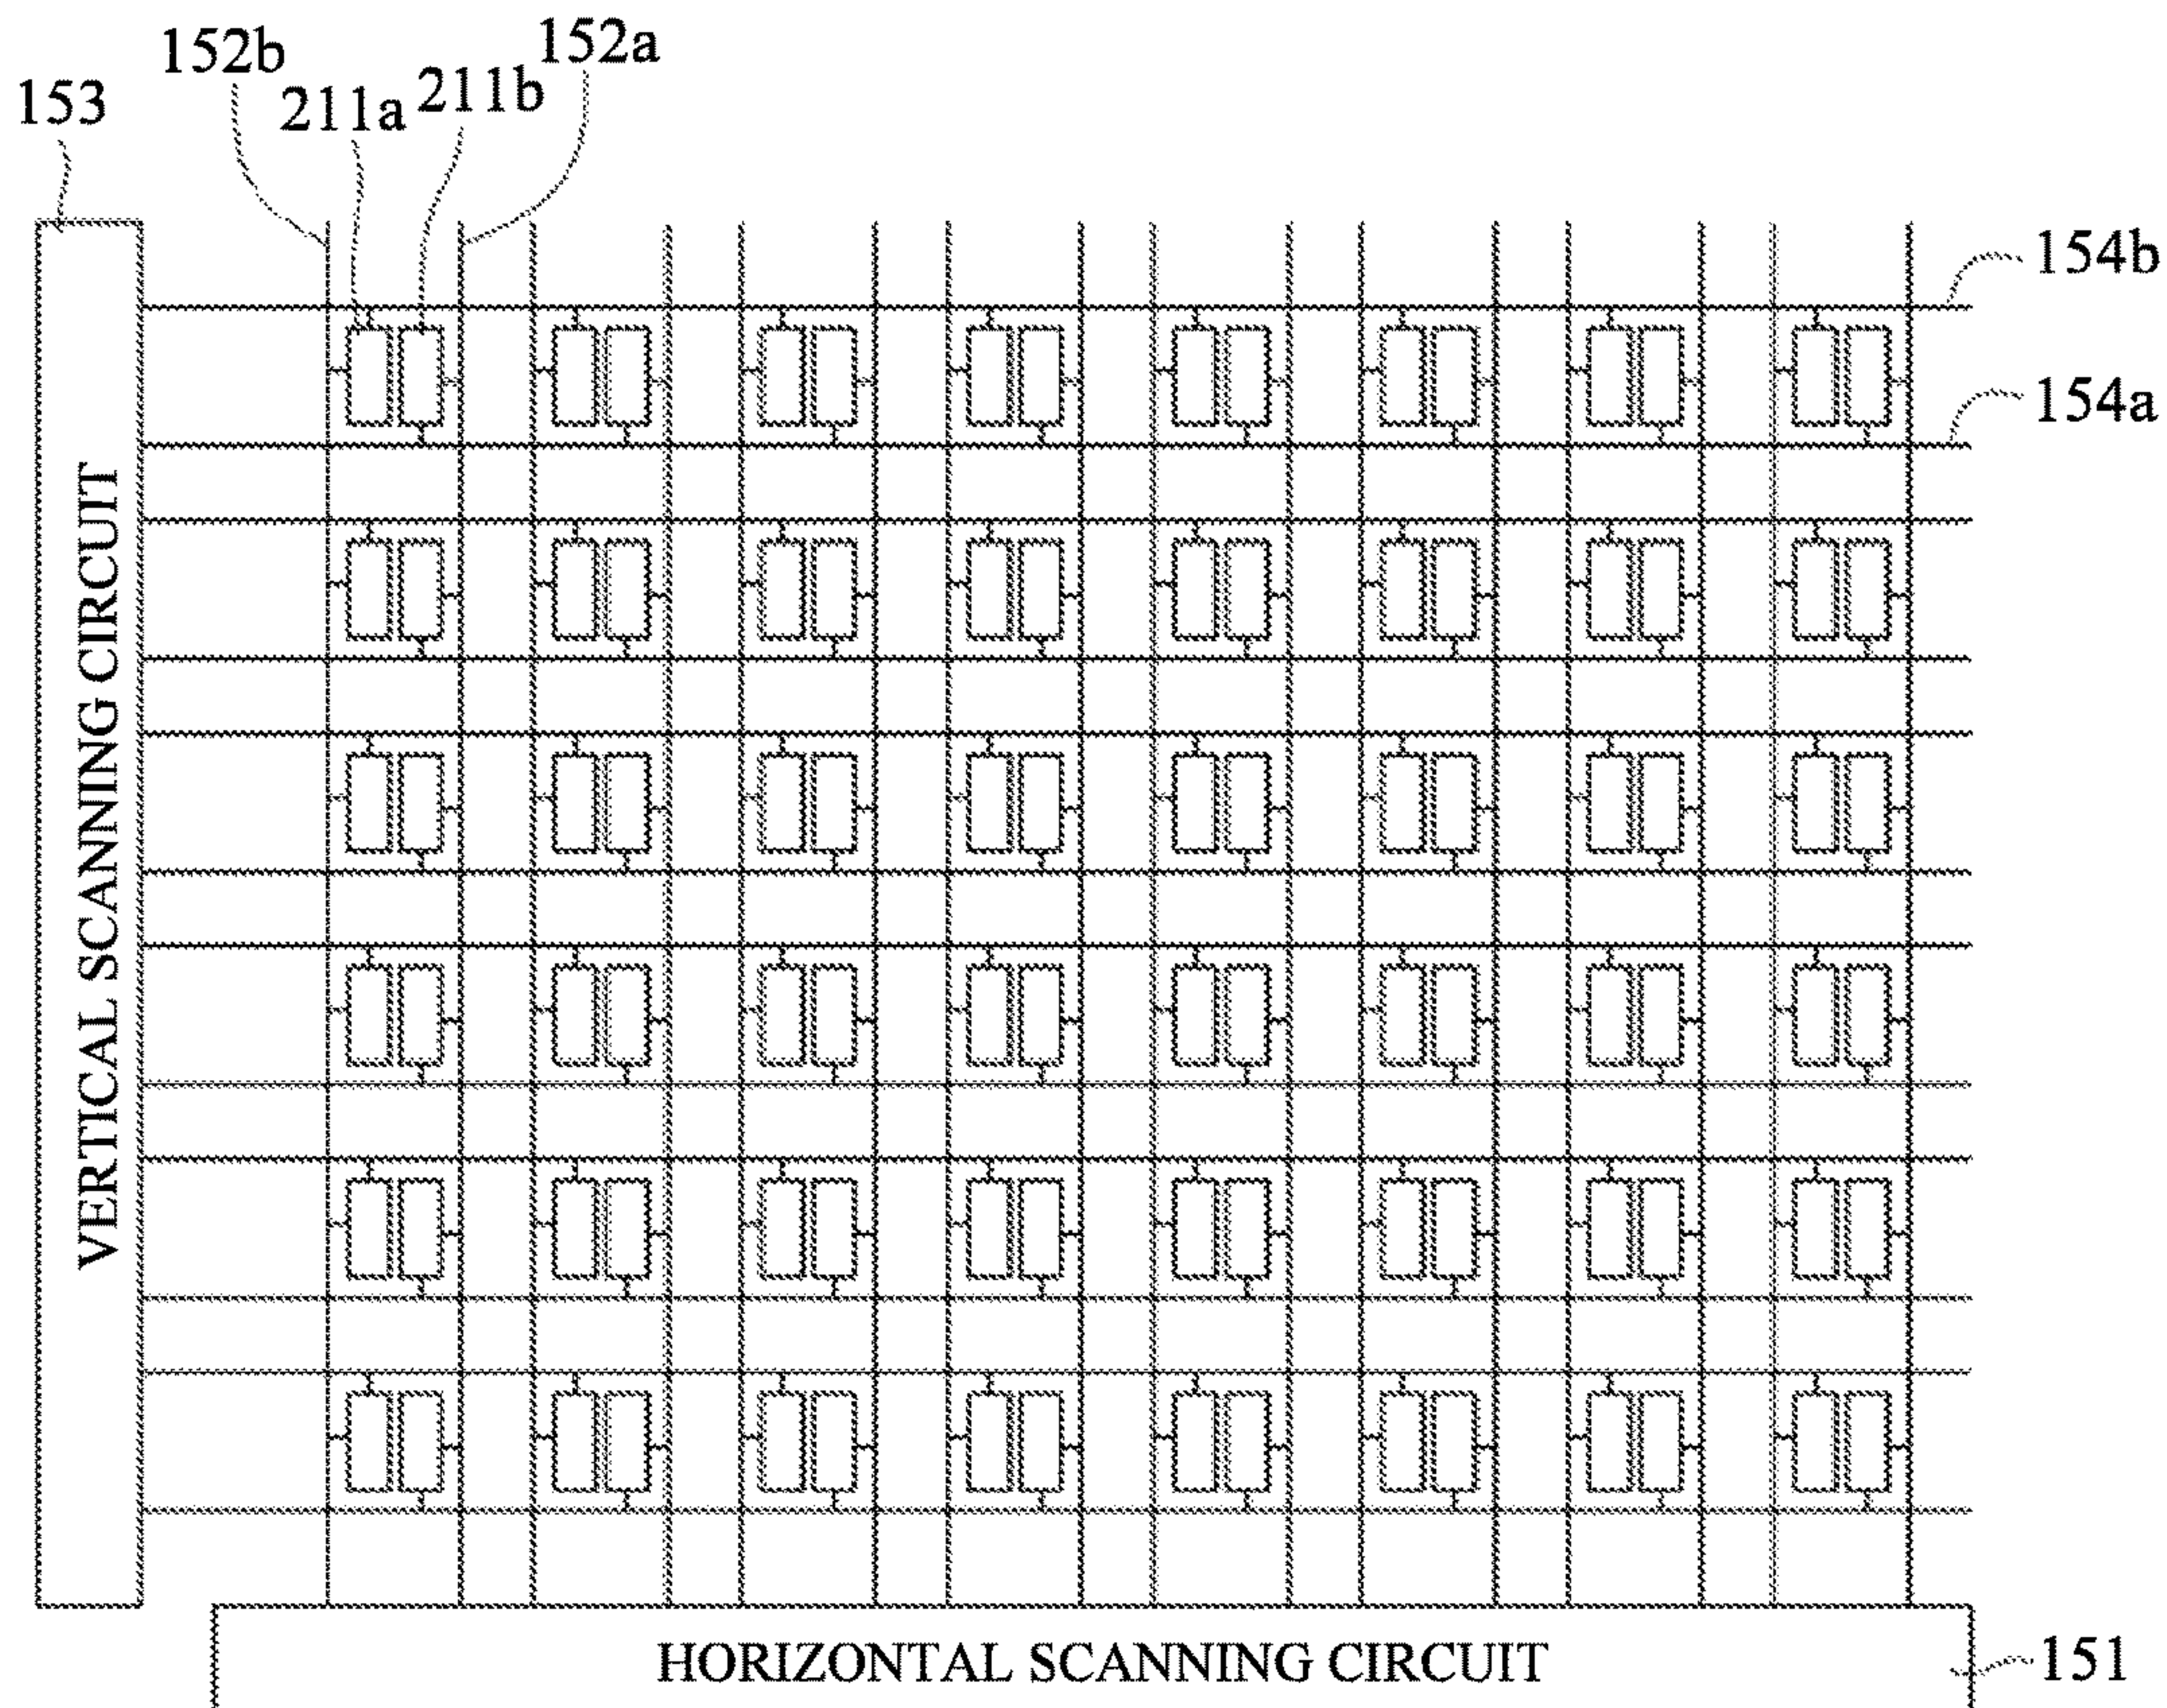 152b
152a
211a
211b
153
154b
154a
VERTICAL SCANNING CIRCUIT
HORIZONTAL SCANNING CIRCUIT
151